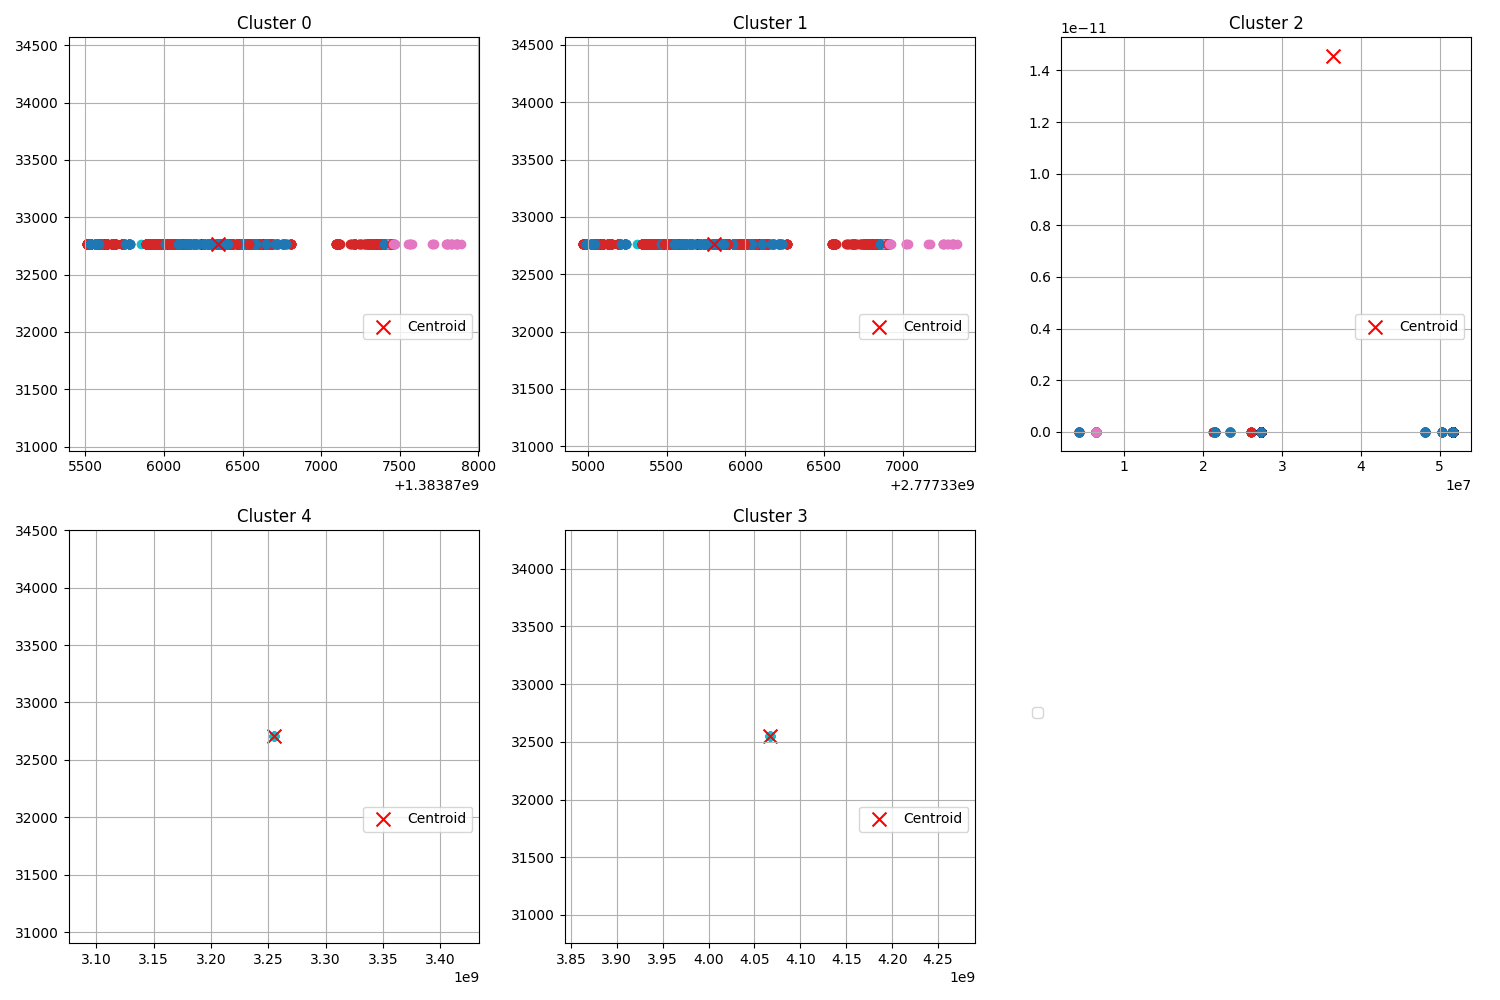 Cluster 0
34500
34000
33500
33000
32500
32000
31500
31000
5500 6000 6500 7000 7500 8000
+1.38387e9
Centroid
Cluster 1
34500
34000
33500
33000
32500
32000
31500
31000
5000 5500 6000 6500 7000
+2.77733e9
Centroid
Cluster 2
1e−11
1.4
1.2
1.0
0.8
0.6
0.4
0.2
0.0
1 2 3 4 5
1e7
Centroid
Cluster 4
34500
34000
33500
33000
32500
32000
31500
31000
3.10 3.15 3.20 3.25 3.30 3.35 3.40
1e9
Centroid
Cluster 3
34000
33500
33000
32500
32000
31500
31000
3.85 3.90 3.95 4.00 4.05 4.10 4.15 4.20 4.25
1e9
Centroid